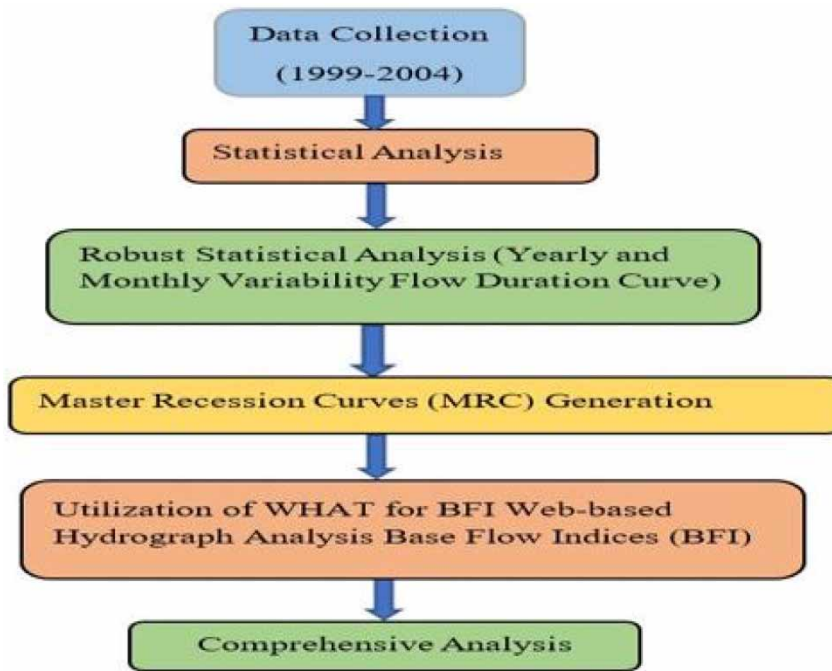 Data Collection
(1999-2004)
Statistical Analysis
Robust Statistical Analysis (Yearly and
Monthly Variability Flow Duration Curve)
Master Recession Curves (MRC) Generation
Utilization of WHAT for BFI Web-based
Hydrograph Analysis Base Flow Indices (BFI)
Comprehensive Analysis